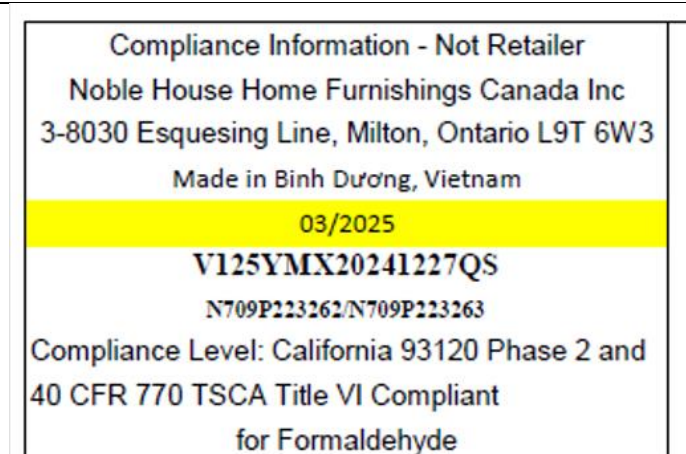 Compliance Information - Not Retailer
Noble House Home Furnishings Canada Inc
3-8030 Esquesing Line, Milton, Ontario L9T 6W3
Made in Binh Dương, Vietnam
03/2025
V125YMX20241227QS
N709P223262/N709P223263
Compliance Level: California 93120 Phase 2 and
40 CFR 770 TSCA Title VI Compliant
for Formaldehyde